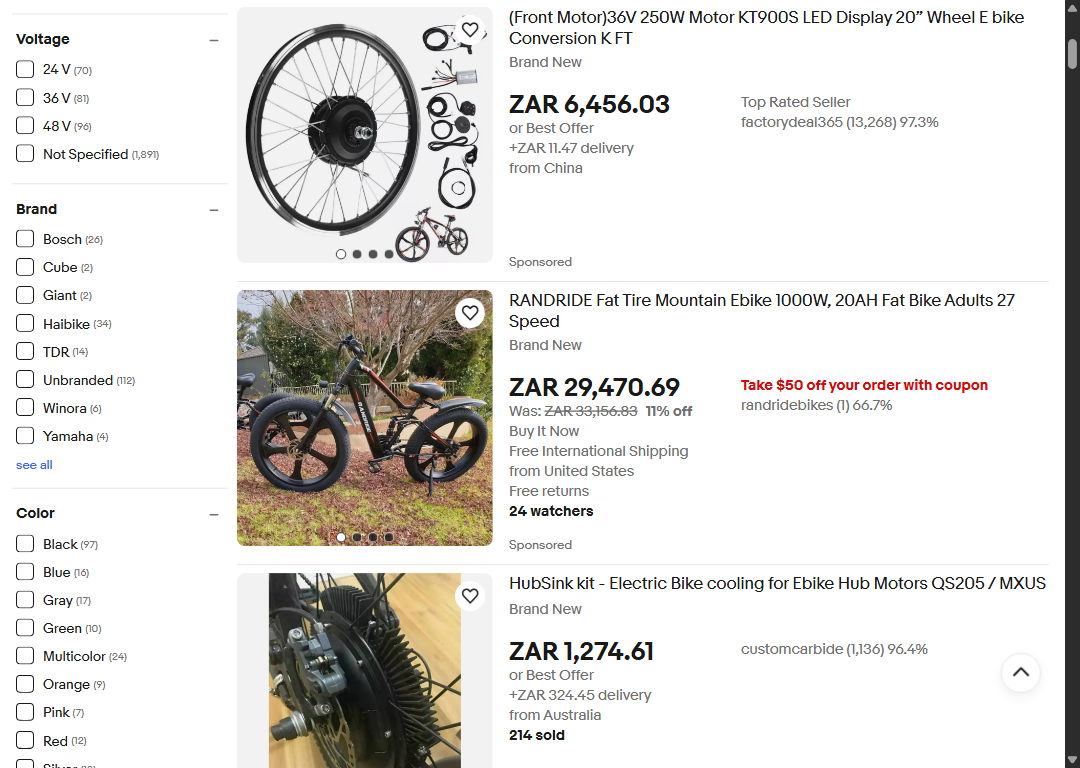 Voltage
24 V (70)
36 V (81)
48 V (96)
Not Specified (1,891)
Brand
Bosch (26)
Cube (2)
Giant (2)
Haibike (34)
TDR (14)
Unbranded (112)
Winora (6)
Yamaha (4)
see all
Color
Black (97)
Blue (16)
Gray (17)
Green (10)
Multicolor (24)
Orange (9)
Pink (7)
Red (12)
(Front Motor)36V 250W Motor KT900S LED Display 20” Wheel E bike
Conversion K FT
Brand New
ZAR 6,456.03
or Best Offer
+ZAR 11.47 delivery
from China
Top Rated Seller
factorydeal365 (13,268) 97.3%
Sponsored
RANDRIDE Fat Tire Mountain Ebike 1000W, 20AH Fat Bike Adults 27
Speed
Brand New
ZAR 29,470.69
Was: ZAR 33,156.83 11% off
Buy It Now
Free International Shipping
from United States
Free returns
24 watchers
Take $50 off your order with coupon
randridebikes (1) 66.7%
Sponsored
HubSink kit - Electric Bike cooling for Ebike Hub Motors QS205 / MXUS
Brand New
ZAR 1,274.61
or Best Offer
+ZAR 324.45 delivery
from Australia
214 sold
customcarbide (1,136) 96.4%